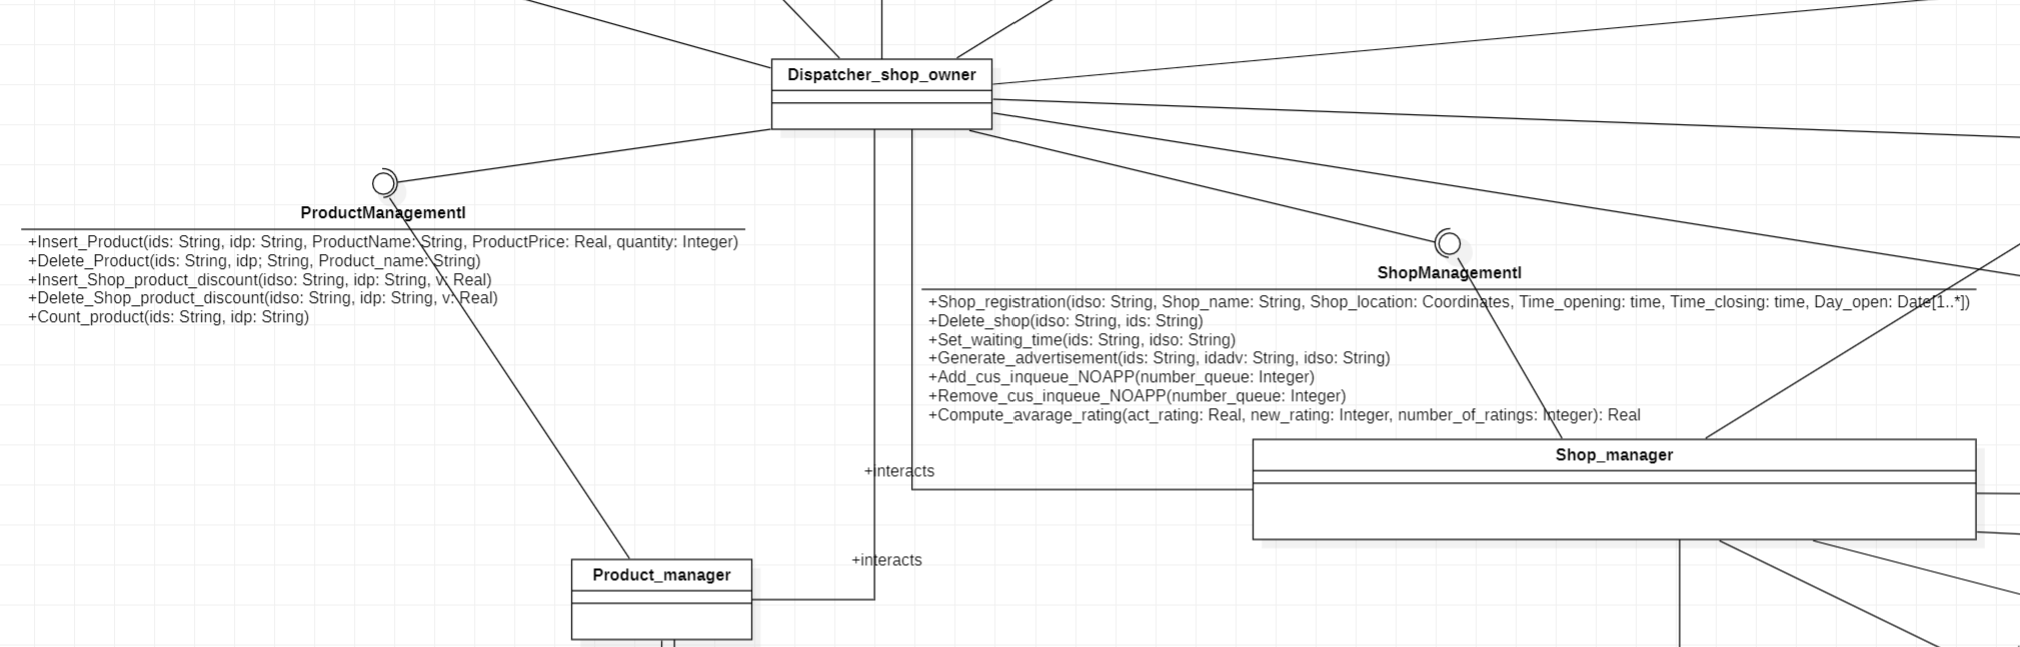 Dispatcher_shop_owner
ProductManagementI
+Insert_Product(ids: String, idp: String, ProductName: String, ProductPrice: Real, quantity: Integer)
+Delete_Product(ids: String, idp; String, Product_name: String)
+Insert_Shop_product_discount(idso: String, idp: String, v: Real)
+Delete_Shop_product_discount(idso: String, idp: String, v: Real)
+Count_product(ids: String, idp: String)
ShopManagementI
+Shop_registration(idso: String, Shop_name: String, Shop_location: Coordinates, Time_opening: time, Time_closing: time, Day_open: Date[1..*])
+Delete_shop(idso: String, ids: String)
+Set_waiting_time(ids: String, idso: String)
+Generate_advertisement(ids: String, idadv: String, idso: String)
+Add_cus_inqueue_NOAPP(number_queue: Integer)
+Remove_cus_inqueue_NOAPP(number_queue: Integer)
+Compute_avarage_rating(act_rating: Real, new_rating: Integer, number_of_ratings: Integer): Real
Shop_manager
+interacts
+interacts
Product_manager